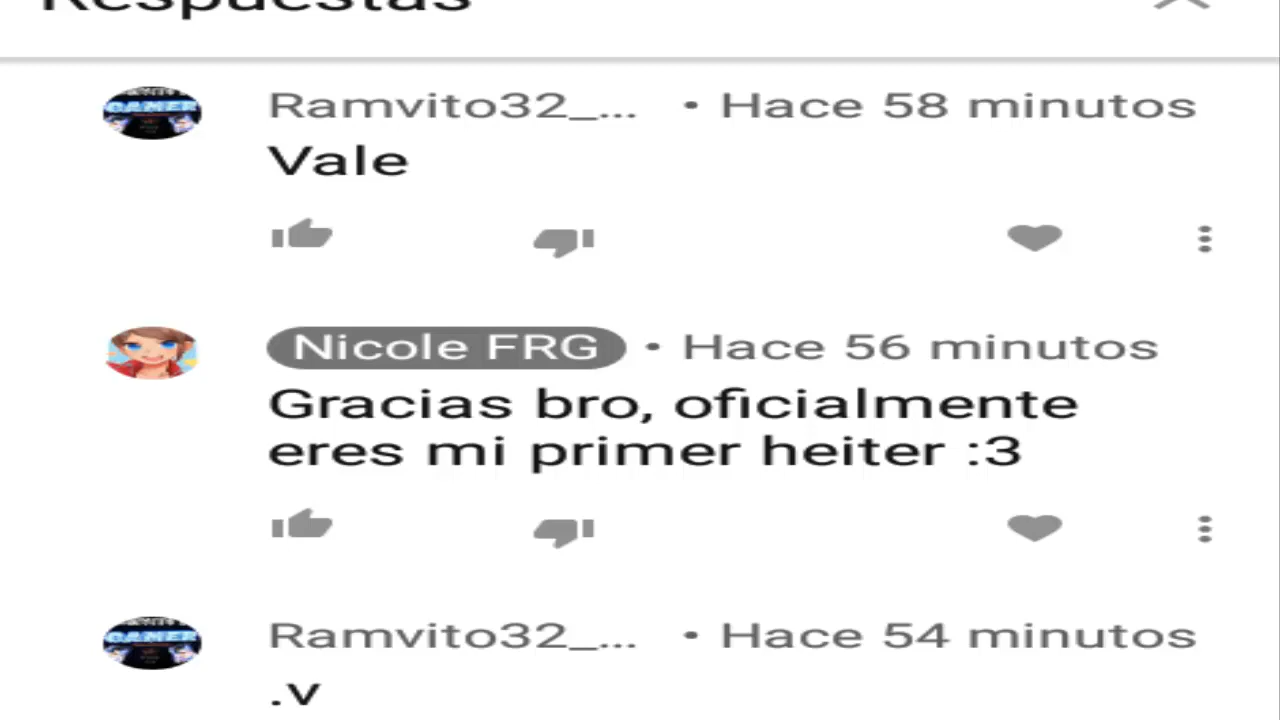 Respuestas
Ramvito32_... • Hace 58 minutos
Vale
Nicole FRG • Hace 56 minutos
Gracias bro, oficialmente
eres mi primer heiter :3
Ramvito32_... • Hace 54 minutos
.v